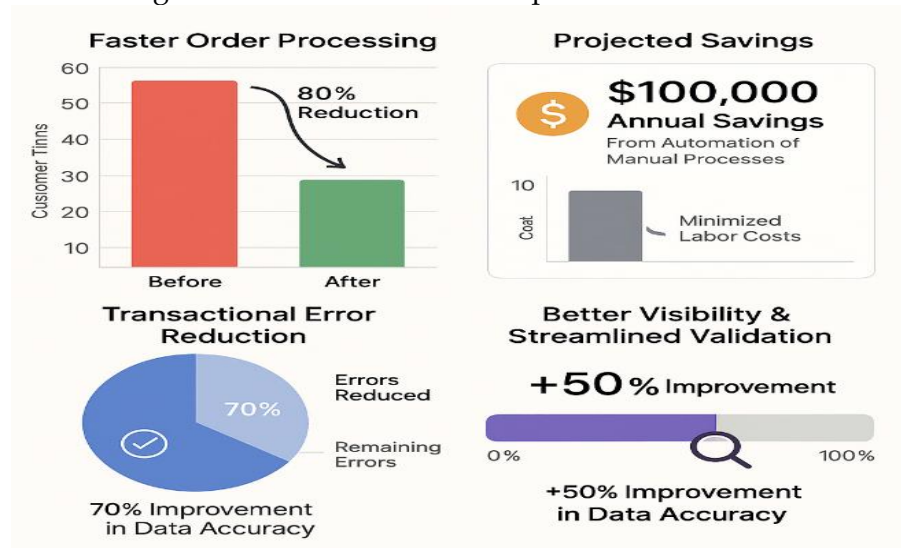 Faster Order Processing
60
50
40
30
20
10
Cusiomer Tinns
80%
Reduction
Before
After
Projected Savings
$
$100,000
Annual Savings
From Automation of
Manual Processes
10
Coat
Minimized
Labor Costs
Transactional Error
Reduction
70%
Errors
Reduced
Remaining
Errors
70% Improvement
in Data Accuracy
Better Visibility &
Streamlined Validation
+50% Improvement
0%
100%
+50% Improvement
in Data Accuracy